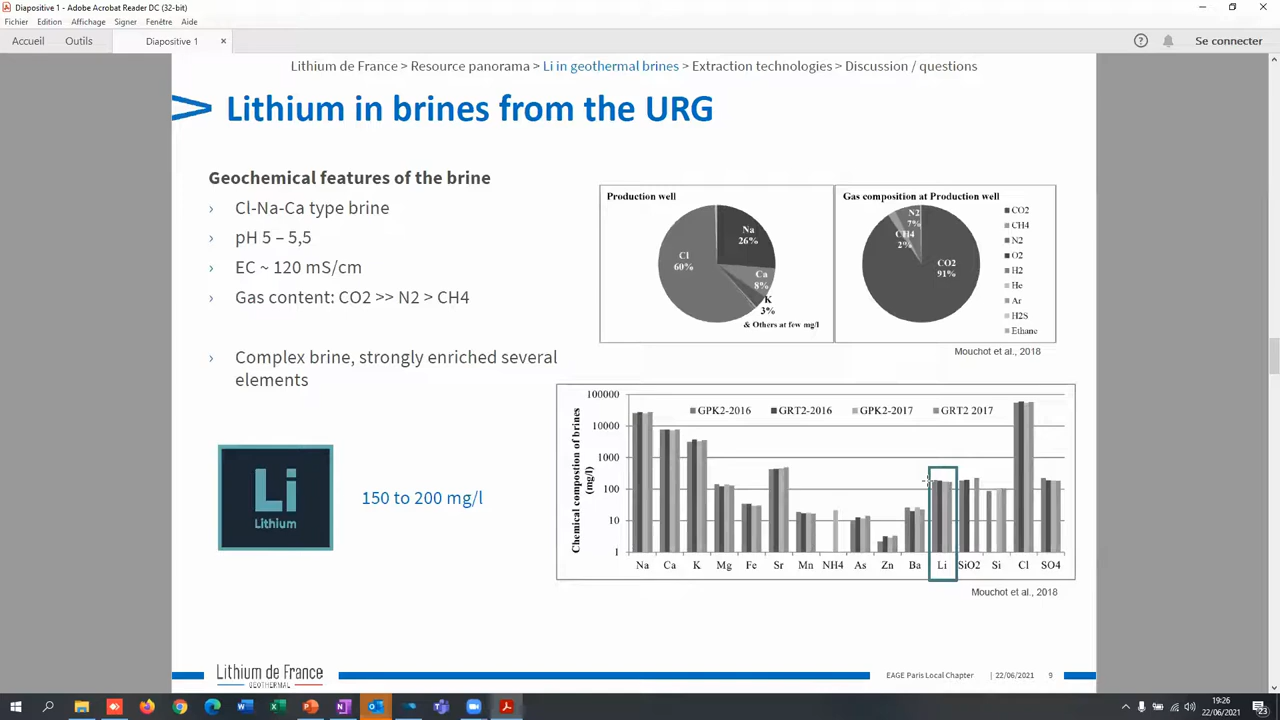 Diapositive 1 - Adobe Acrobat Reader DC (32-bit)
Fichier Edition Affichage Signer Fenêtre Aide
Accueil Outils Diapositive 1 × ? Se connecter
Lithium de France > Resource panorama > Li in geothermal brines > Extraction technologies > Discussion / questions
> Lithium in brines from the URG
Geochemical features of the brine
› Cl-Na-Ca type brine
› pH 5 – 5,5
› EC ~ 120 mS/cm
› Gas content: CO2 >> N2 > CH4
› Complex brine, strongly enriched several
elements
Li
Lithium
150 to 200 mg/l
Production well
Na
26%
Cl
60%
Ca
8%
K
3%
& Others at few mg/l
Gas composition at Production well
N2
7%
CH4
2%
CO2
91%
CO2
CH4
N2
O2
H2
He
Ar
H2S
Ethane
Mouchot et al., 2018
Chemical compostion of brines
(mg/l)
100000
10000
1000
100
10
1
GPK2-2016 GRT2-2016 GPK2-2017 GRT2 2017
Na Ca K Mg Fe Sr Mn NH4 As Zn Ba Li SiO2 Si Cl SO4
Mouchot et al., 2018
Lithium de France
GEOTHERMAL
EAGE Paris Local Chapter | 22/06/2021 9
19:26
22/06/2021
23